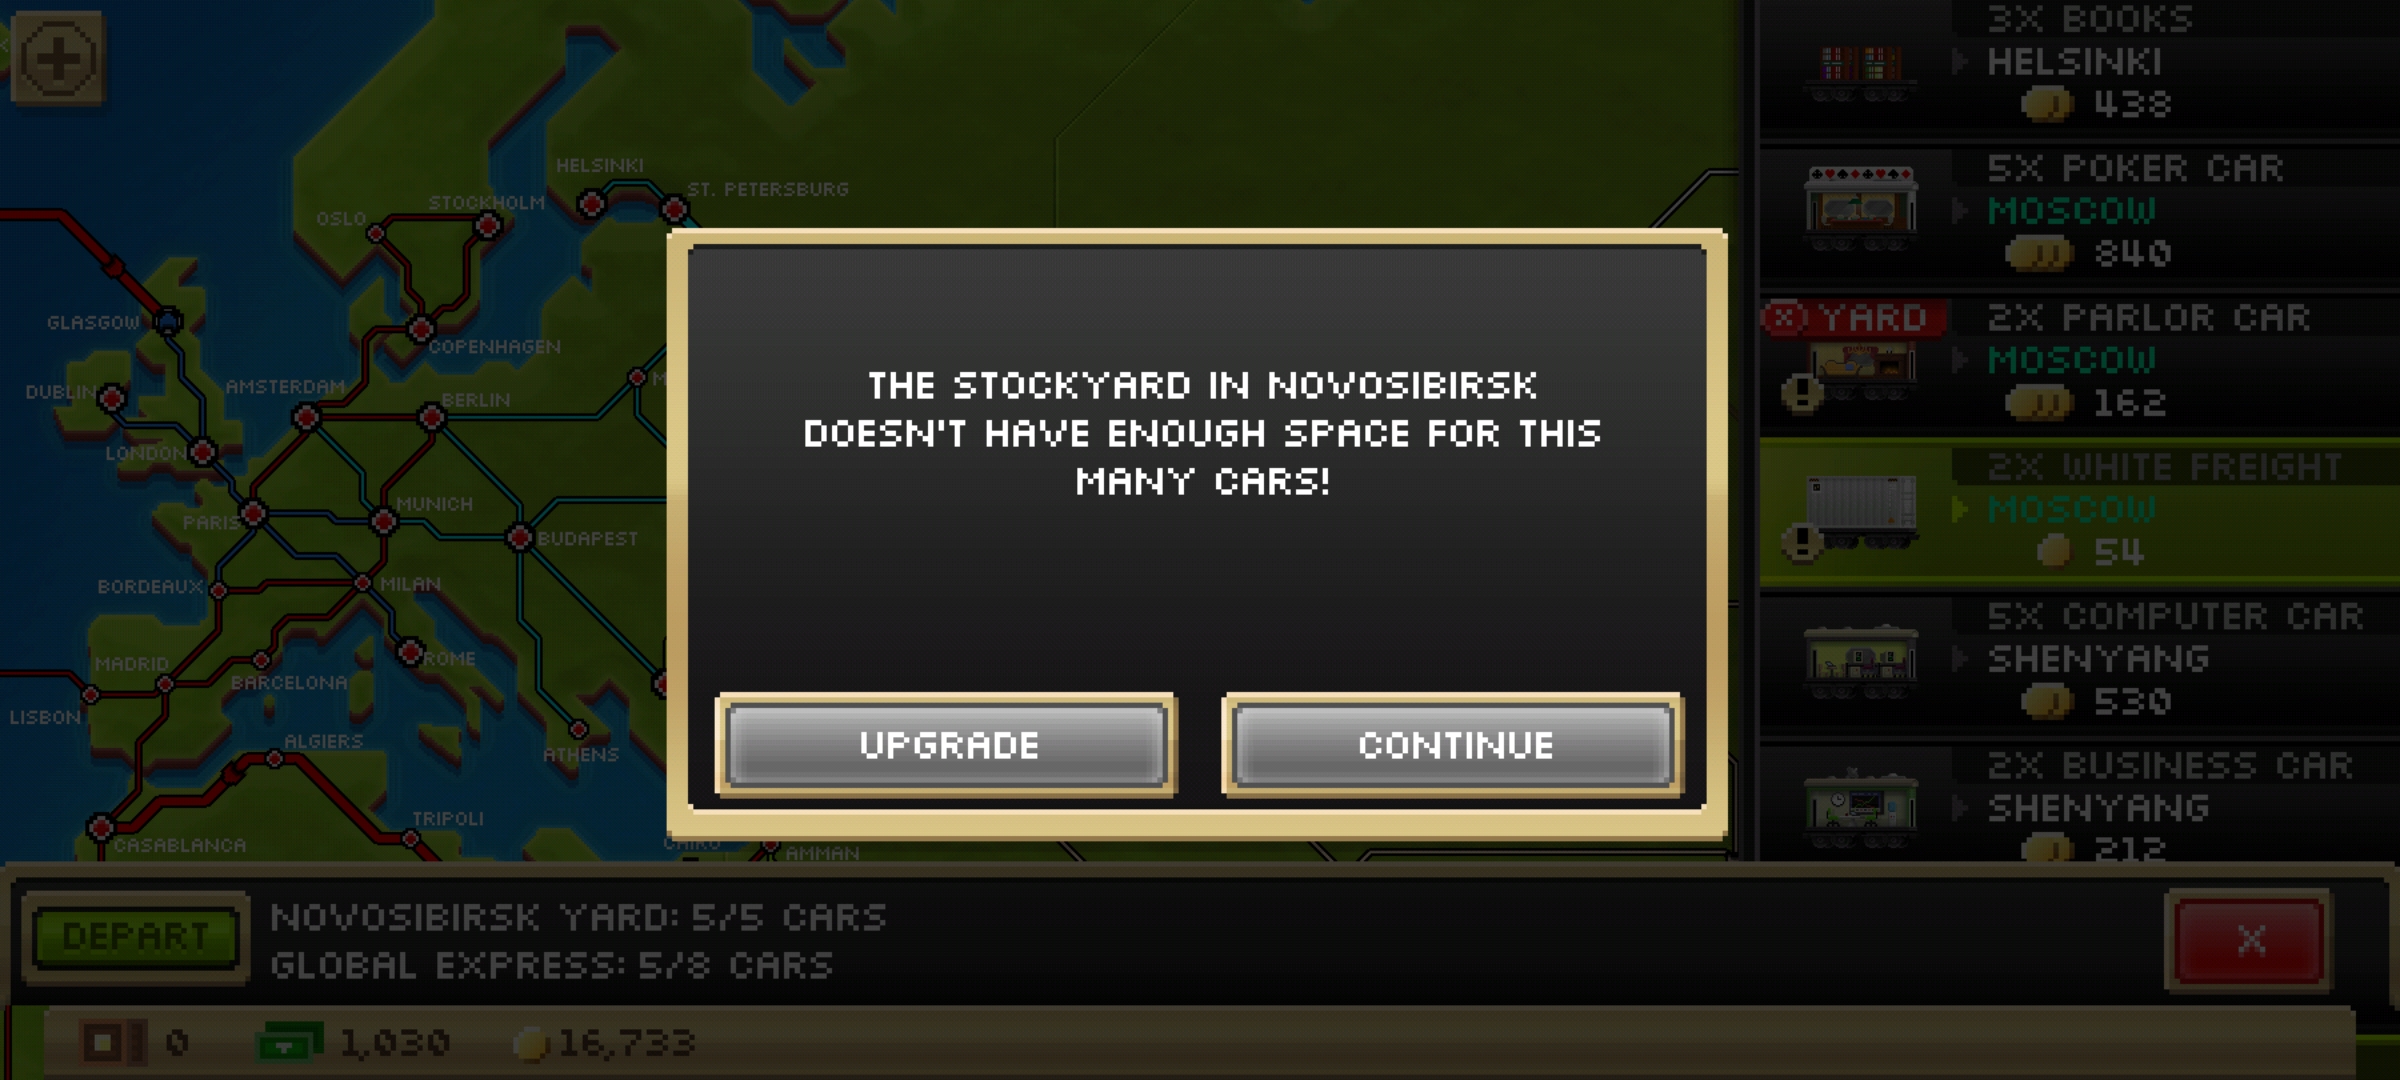 3X BOOKS
HELSINKI
438
5X POKER CAR
MOSCOW
840
YARD
2X PARLOR CAR
MOSCOW
162
2X WHITE FREIGHT
MOSCOW
54
5X COMPUTER CAR
SHENYANG
530
2X BUSINESS CAR
SHENYANG
212
HELSINKI
ST. PETERSBURG
STOCKHOLM
OSLO
GLASGOW
COPENHAGEN
DUBLIN
AMSTERDAM
BERLIN
LONDON
MUNICH
PARIS
BUDAPEST
BORDEAUX
MILAN
MADRID
ROME
BARCELONA
LISBON
ALGIERS
ATHENS
TRIPOLI
CASABLANCA
CAIRO
AMMAN
THE STOCKYARD IN NOVOSIBIRSK
DOESN'T HAVE ENOUGH SPACE FOR THIS
MANY CARS!
UPGRADE
CONTINUE
DEPART
NOVOSIBIRSK YARD: 5/5 CARS
GLOBAL EXPRESS: 5/8 CARS
X
0
1,030
16,733